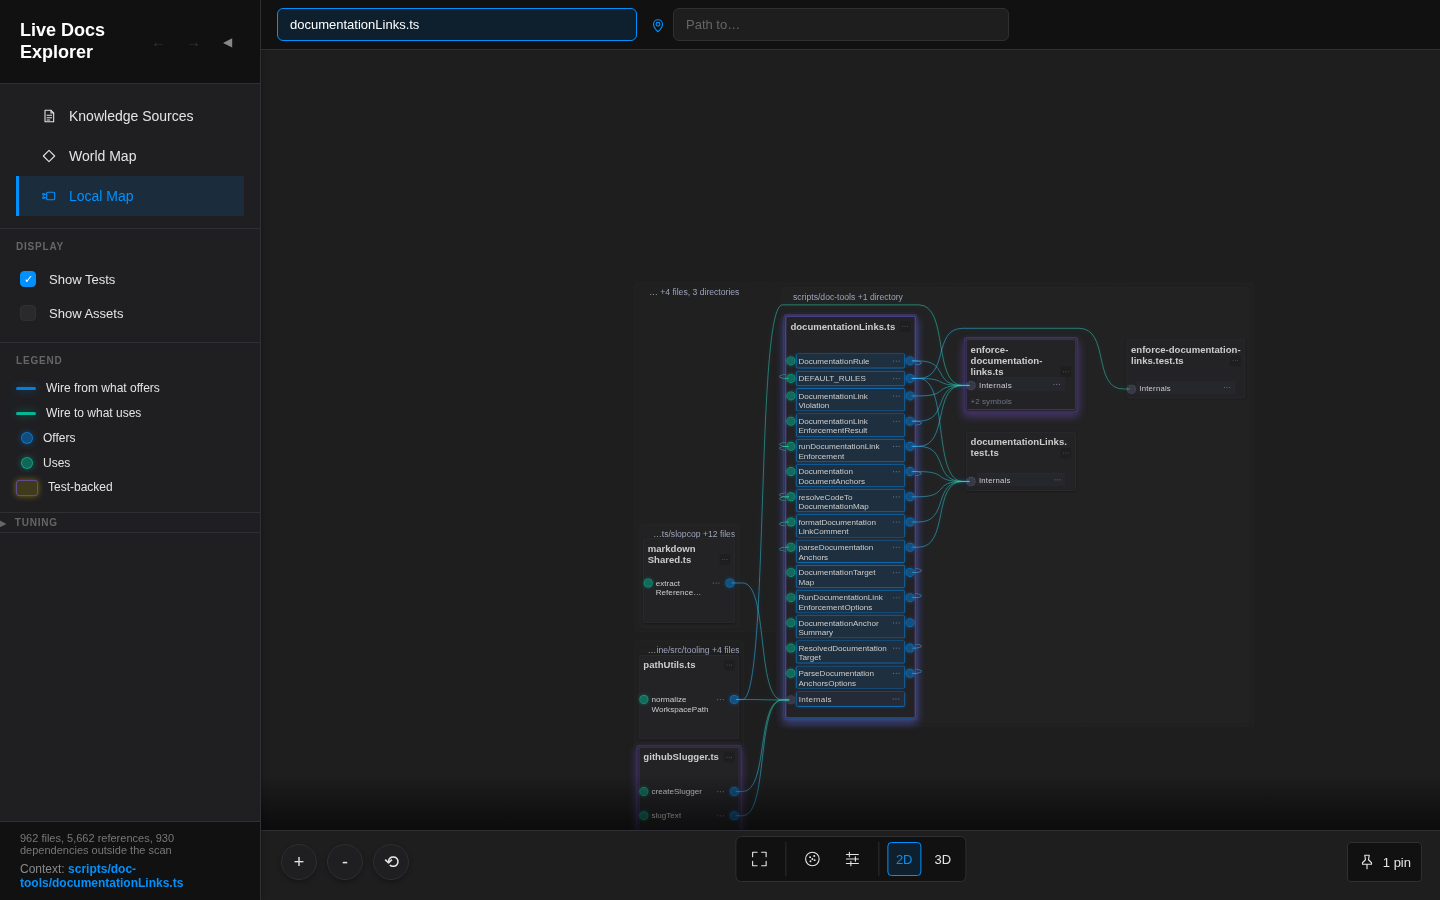 Live Docs
Explorer
← → ◀
Knowledge Sources
World Map
Local Map
DISPLAY
Show Tests
Show Assets
LEGEND
Wire from what offers
Wire to what uses
Offers
Uses
Test-backed
▶ TUNING
962 files, 5,662 references, 930
dependencies outside the scan
Context: scripts/doc-
tools/documentationLinks.ts
documentationLinks.ts
Path to…
… +4 files, 3 directories
scripts/doc-tools +1 directory
documentationLinks.ts
DocumentationRule
DEFAULT_RULES
DocumentationLink
Violation
DocumentationLink
EnforcementResult
runDocumentationLink
Enforcement
Documentation
DocumentAnchors
resolveCodeTo
DocumentationMap
formatDocumentation
LinkComment
parseDocumentation
Anchors
DocumentationTarget
Map
RunDocumentationLink
EnforcementOptions
DocumentationAnchor
Summary
ResolvedDocumentation
Target
ParseDocumentation
AnchorsOptions
Internals
enforce-
documentation-
links.ts
Internals
+2 symbols
enforce-documentation-
links.test.ts
Internals
documentationLinks.
test.ts
Internals
…ts/slopcop +12 files
markdown
Shared.ts
extract
Reference…
…ine/src/tooling +4 files
pathUtils.ts
normalize
WorkspacePath
githubSlugger.ts
createSlugger
slugText
+ - ⟲
2D 3D
1 pin